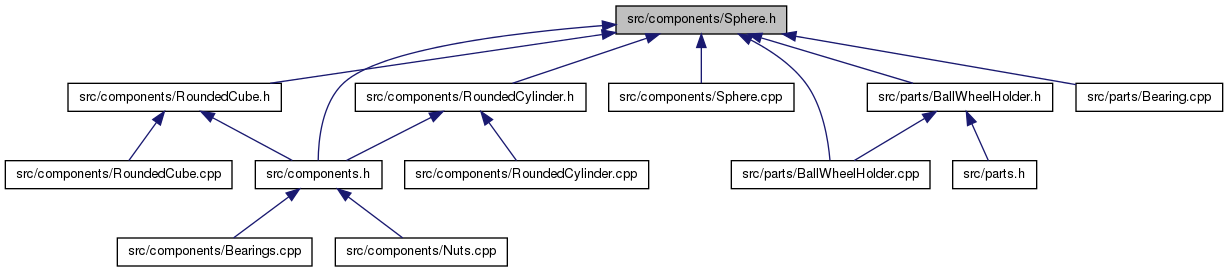 src/components/Sphere.h
src/components/RoundedCube.h
src/components/RoundedCylinder.h
src/components/Sphere.cpp
src/parts/BallWheelHolder.h
src/parts/Bearing.cpp
src/components/RoundedCube.cpp
src/components.h
src/components/RoundedCylinder.cpp
src/parts/BallWheelHolder.cpp
src/parts.h
src/components/Bearings.cpp
src/components/Nuts.cpp